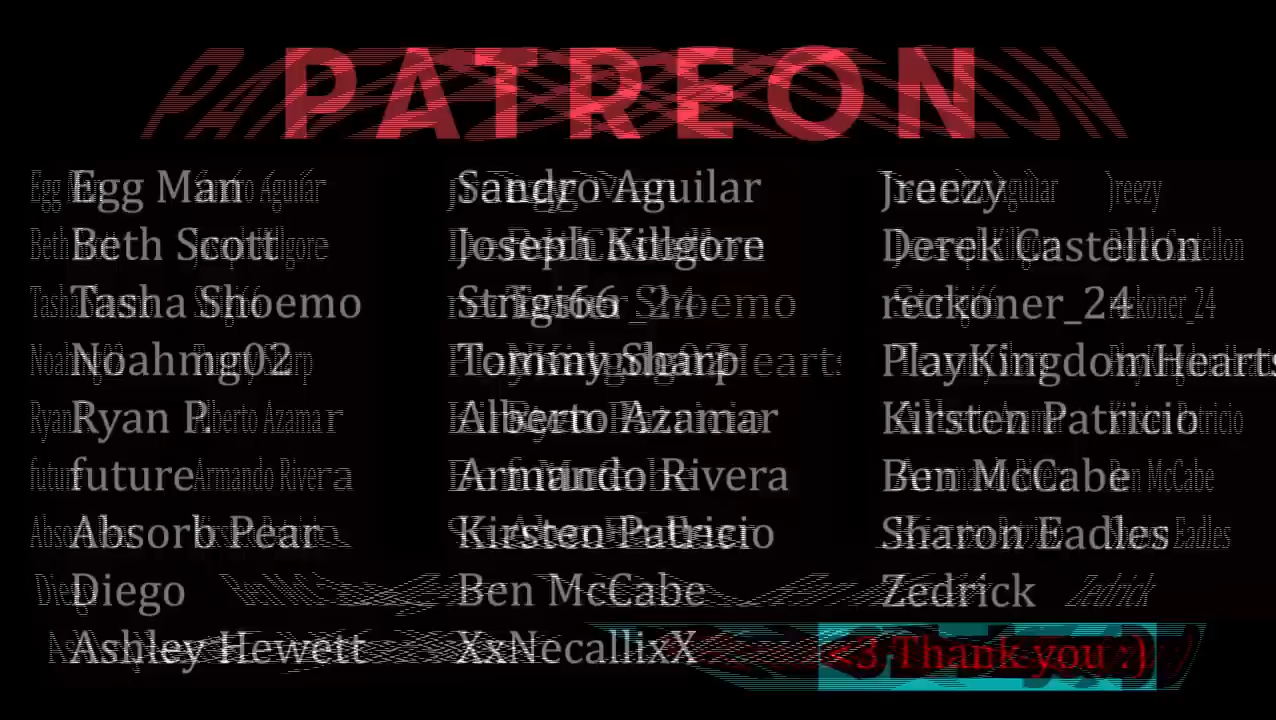 PATREON
Egg Man Sandro Aguilar Jreezy
Beth Scott Joseph Killgore Derek Castellon
Tasha Shoemo Strigi66 reckoner_24
Noahmg02 Tommy Sharp PlayKingdomHearts
Ryan P. Alberto Azamar Kirsten Patricio
future Armando Rivera Ben McCabe
Absorb Pear Kirsten Patricio Sharon Eadles
Diego Ben McCabe Zedrick
Ashley Hewett XxNecallixX <3 Thank you :)